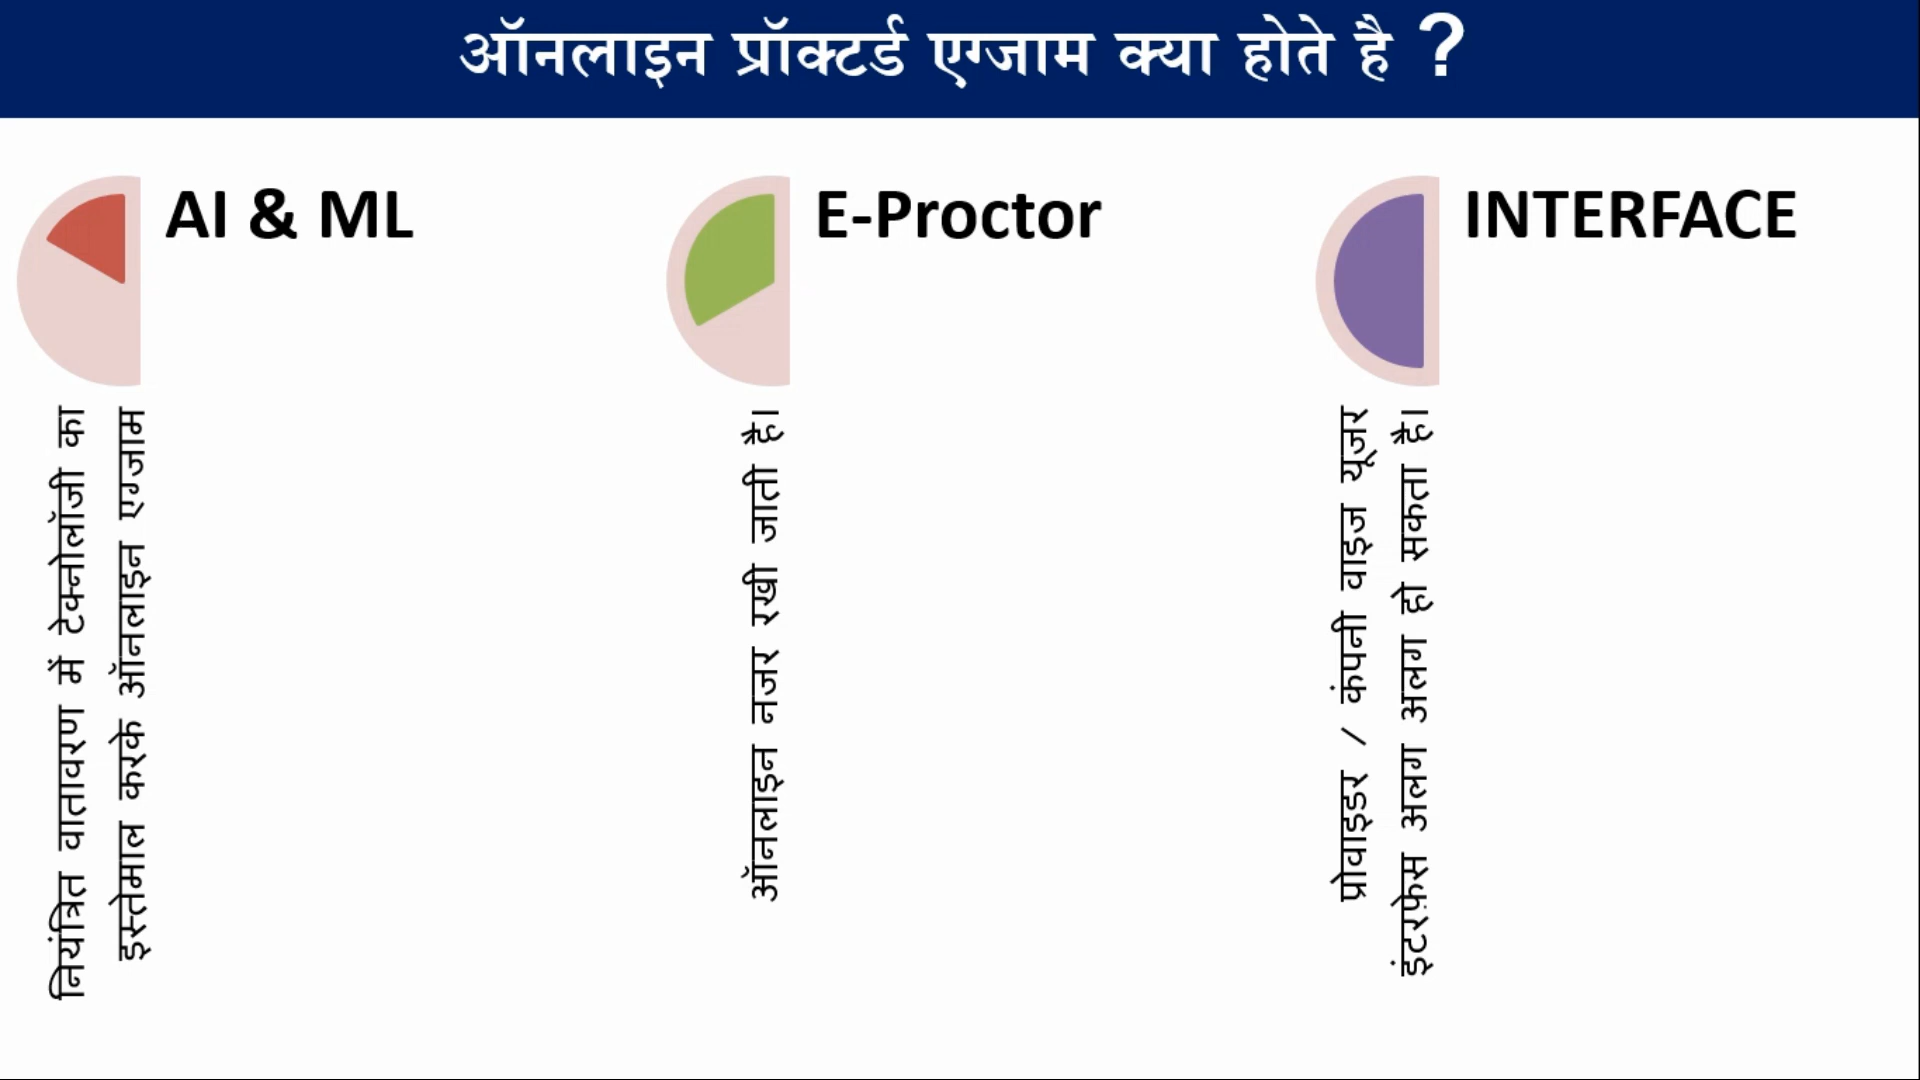 ऑनलाइन प्रॉक्टर्ड एग्जाम क्या होते है ?
AI & ML
नियंत्रित वातावरण में टेक्नोलॉजी का
इस्तेमाल करके ऑनलाइन एग्जाम
E-Proctor
ऑनलाइन नजर रखी जाती है।
INTERFACE
प्रोवाइडर / कंपनी वाइज यूजर
इंटरफ़ेस अलग अलग हो सकता है।